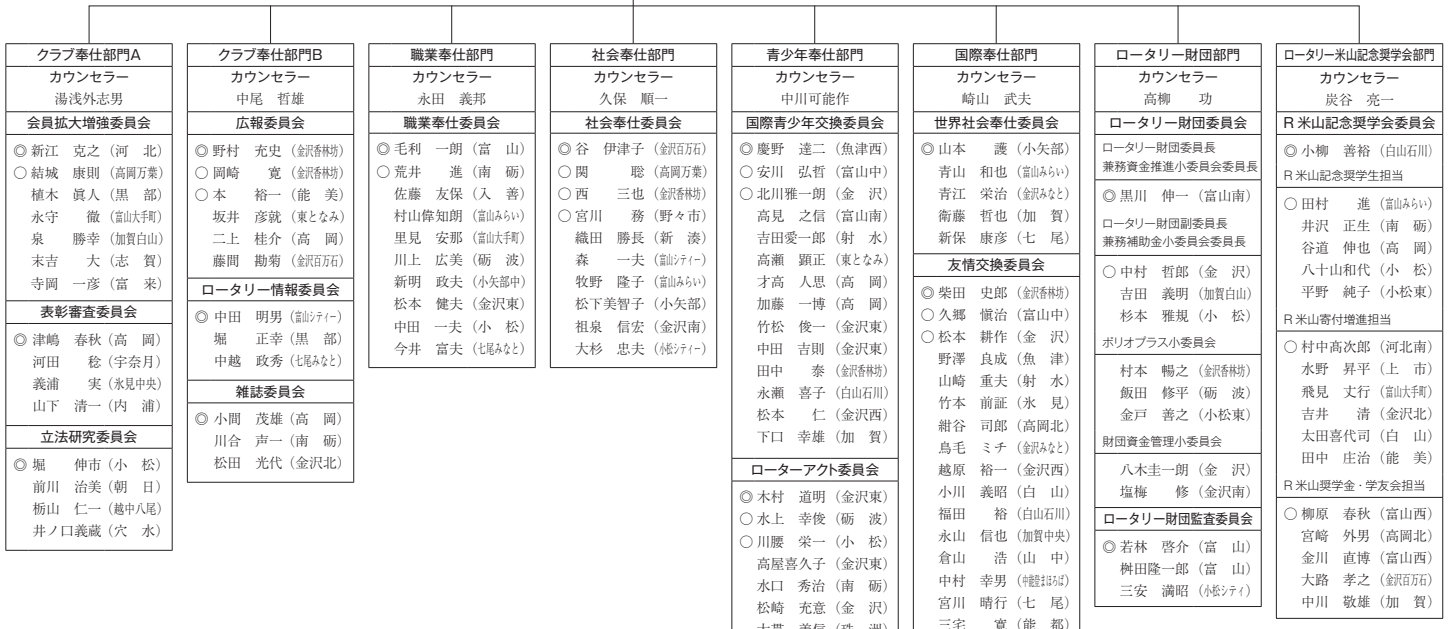 クラブ奉仕部門A
カウンセラー
湯浅外志男
会員拡大増強委員会
◎ 新江 克之（河 北）
○ 結城 康則（高岡万葉）
植木 眞人（黒 部）
永守 徹（富山大手町）
泉 勝幸（加賀白山）
末吉 大（志 賀）
寺岡 一彦（富 来）
表彰審査委員会
◎ 津嶋 春秋（高 岡）
河田 稔（宇奈月）
義浦 実（氷見中央）
山下 清一（内 浦）
立法研究委員会
◎ 堀 伸市（小 松）
前川 治美（朝 日）
栃山 仁一（越中八尾）
井ノ口義蔵（穴 水）
クラブ奉仕部門B
カウンセラー
中尾 哲雄
広報委員会
◎ 野村 充史（金沢香林坊）
○ 岡崎 寛（金沢香林坊）
○ 本 裕一（能 美）
坂井 彦就（東となみ）
二上 桂介（高 岡）
藤間 勘菊（金沢百万石）
ロータリー情報委員会
◎ 中田 明男（富山シティー）
堀 正幸（黒 部）
中越 政秀（七尾みなと）
雑誌委員会
◎ 小間 茂雄（高 岡）
川合 声一（南 砺）
松田 光代（金沢北）
職業奉仕部門
カウンセラー
永田 義邦
職業奉仕委員会
◎ 毛利 一朗（富 山）
○ 荒井 進（南 砺）
佐藤 友保（入 善）
村山偉知朗（富山みらい）
里見 安那（富山大手町）
川上 広美（砺 波）
新明 政夫（小矢部中）
松本 健夫（金沢東）
中田 一夫（小 松）
今井 富夫（七尾みなと）
社会奉仕部門
カウンセラー
久保 順一
社会奉仕委員会
◎ 谷 伊津子（金沢百万石）
○ 関 聡（高岡万葉）
○ 西 三也（金沢香林坊）
○ 宮川 務（野々市）
織田 勝長（新 湊）
森 一夫（富山シティー）
牧野 隆子（富山みらい）
松下美智子（小矢部）
祖泉 信宏（金沢南）
大杉 忠夫（小松シティー）
青少年奉仕部門
カウンセラー
中川可能作
国際青少年交換委員会
◎ 慶野 達二（魚津西）
○ 安川 弘哲（富山中）
○ 北川雅一朗（金 沢）
高見 之信（富山南）
吉田愛一郎（射 水）
高瀬 顕正（東となみ）
才高 人思（高 岡）
加藤 一博（高 岡）
竹松 俊一（金沢東）
中田 吉則（金沢東）
田中 泰（金沢香林坊）
永瀬 喜子（白山石川）
松本 仁（金沢西）
下口 幸雄（加 賀）
ローターアクト委員会
◎ 木村 道明（金沢東）
○ 水上 幸俊（砺 波）
○ 川腰 栄一（小 松）
高屋喜久子（金沢東）
水口 秀治（南 砺）
松崎 充意（金 沢）
国際奉仕部門
カウンセラー
崎山 武夫
世界社会奉仕委員会
◎ 山本 護（小矢部）
青山 和也（富山みらい）
青江 栄治（金沢みなと）
衛藤 哲也（加 賀）
新保 康彦（七 尾）
友情交換委員会
◎ 柴田 史郎（金沢香林坊）
○ 久郷 愼治（富山中）
○ 松本 耕作（金 沢）
野澤 良成（魚 津）
山崎 重夫（射 水）
竹本 前証（氷 見）
紺谷 司郎（高岡北）
鳥毛 ミチ（金沢みなと）
越原 裕一（金沢西）
小川 義昭（白 山）
福田 裕（白山石川）
永山 信也（加賀中央）
倉山 浩（山 中）
中村 幸男（中能登まほろば）
宮川 晴行（七 尾）
三宅 寛（能 都）
ロータリー財団部門
カウンセラー
高柳 功
ロータリー財団委員会
ロータリー財団委員長
兼務資金推進小委員会委員長
◎ 黒川 伸一（富山南）
ロータリー財団副委員長
兼務補助金小委員会委員長
○ 中村 哲郎（金 沢）
吉田 義明（加賀白山）
杉本 雅規（小 松）
ポリオプラス小委員会
村本 暢之（金沢香林坊）
飯田 修平（砺 波）
金戸 善之（小松東）
財団資金管理小委員会
八木圭一朗（金 沢）
塩梅 修（金沢南）
ロータリー財団監査委員会
◎ 若林 啓介（富 山）
桝田隆一郎（富 山）
三安 満昭（小松シティ）
ロータリー米山記念奨学会部門
カウンセラー
炭谷 亮一
R 米山記念奨学会委員会
◎ 小柳 善裕（白山石川）
R 米山記念奨学生担当
○ 田村 進（富山みらい）
井沢 正生（南 砺）
谷道 伸也（高 岡）
八十山和代（小 松）
平野 純子（小松東）
R 米山寄付増進担当
○ 村中髙次郎（河北南）
水野 昇平（上 市）
飛見 丈行（富山大手町）
吉井 清（金沢北）
太田喜代司（白 山）
田中 庄治（能 美）
R 米山奨学金・学友会担当
○ 柳原 春秋（富山西）
宮﨑 外男（高岡北）
金川 直博（富山西）
大路 孝之（金沢百万石）
中川 敬雄（加 賀）